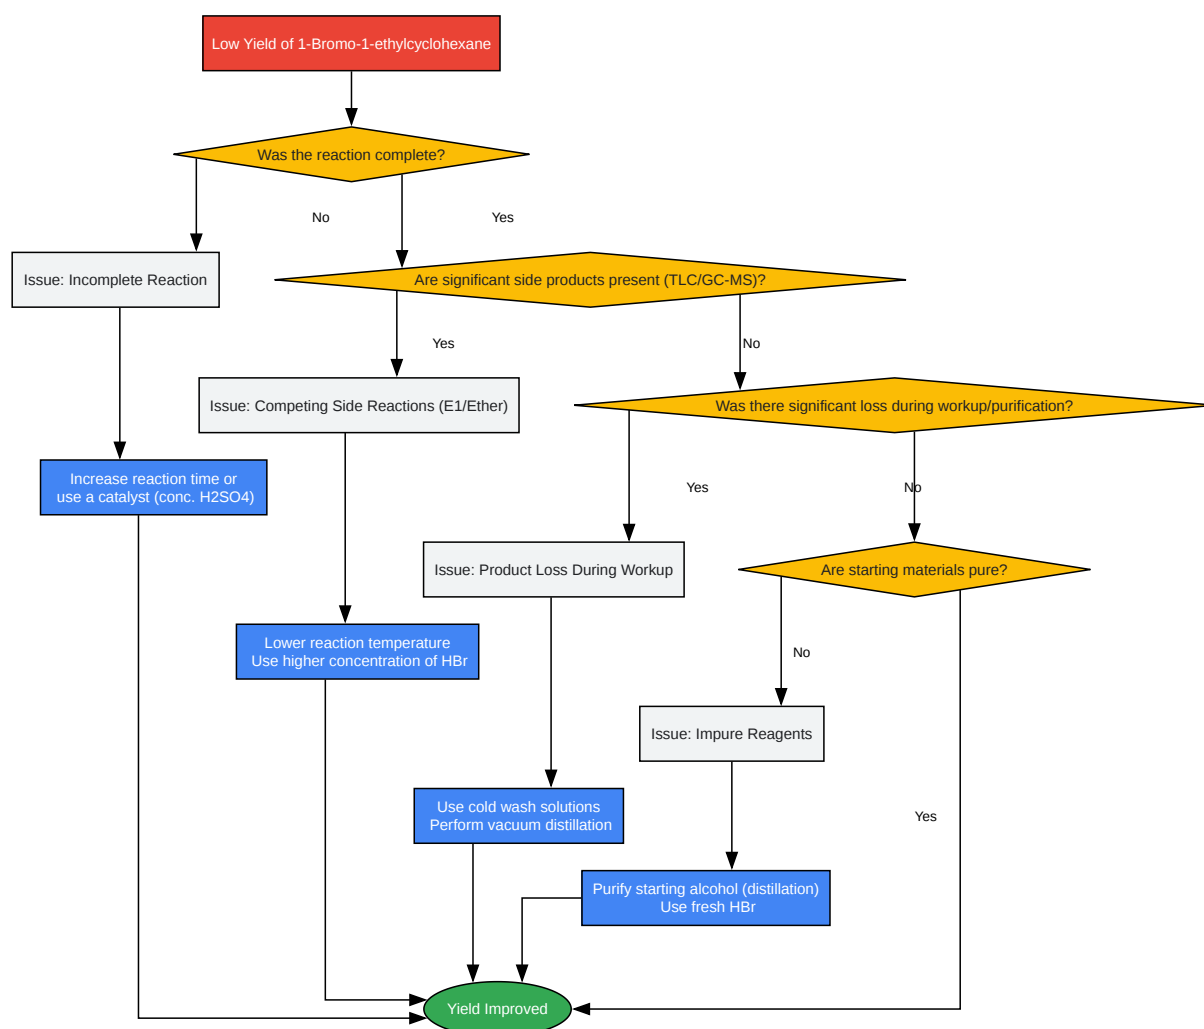 Low Yield of 1-Bromo-1-ethylcyclohexane
Was the reaction complete?
No
Yes
Issue: Incomplete Reaction
Are significant side products present (TLC/GC-MS)?
Yes
No
Issue: Competing Side Reactions (E1/Ether)
Was there significant loss during workup/purification?
Increase reaction time or
use a catalyst (conc. H2SO4)
Yes
No
Issue: Product Loss During Workup
Are starting materials pure?
Lower reaction temperature
Use higher concentration of HBr
No
Issue: Impure Reagents
Use cold wash solutions
Perform vacuum distillation
Yes
Purify starting alcohol (distillation)
Use fresh HBr
Yield Improved